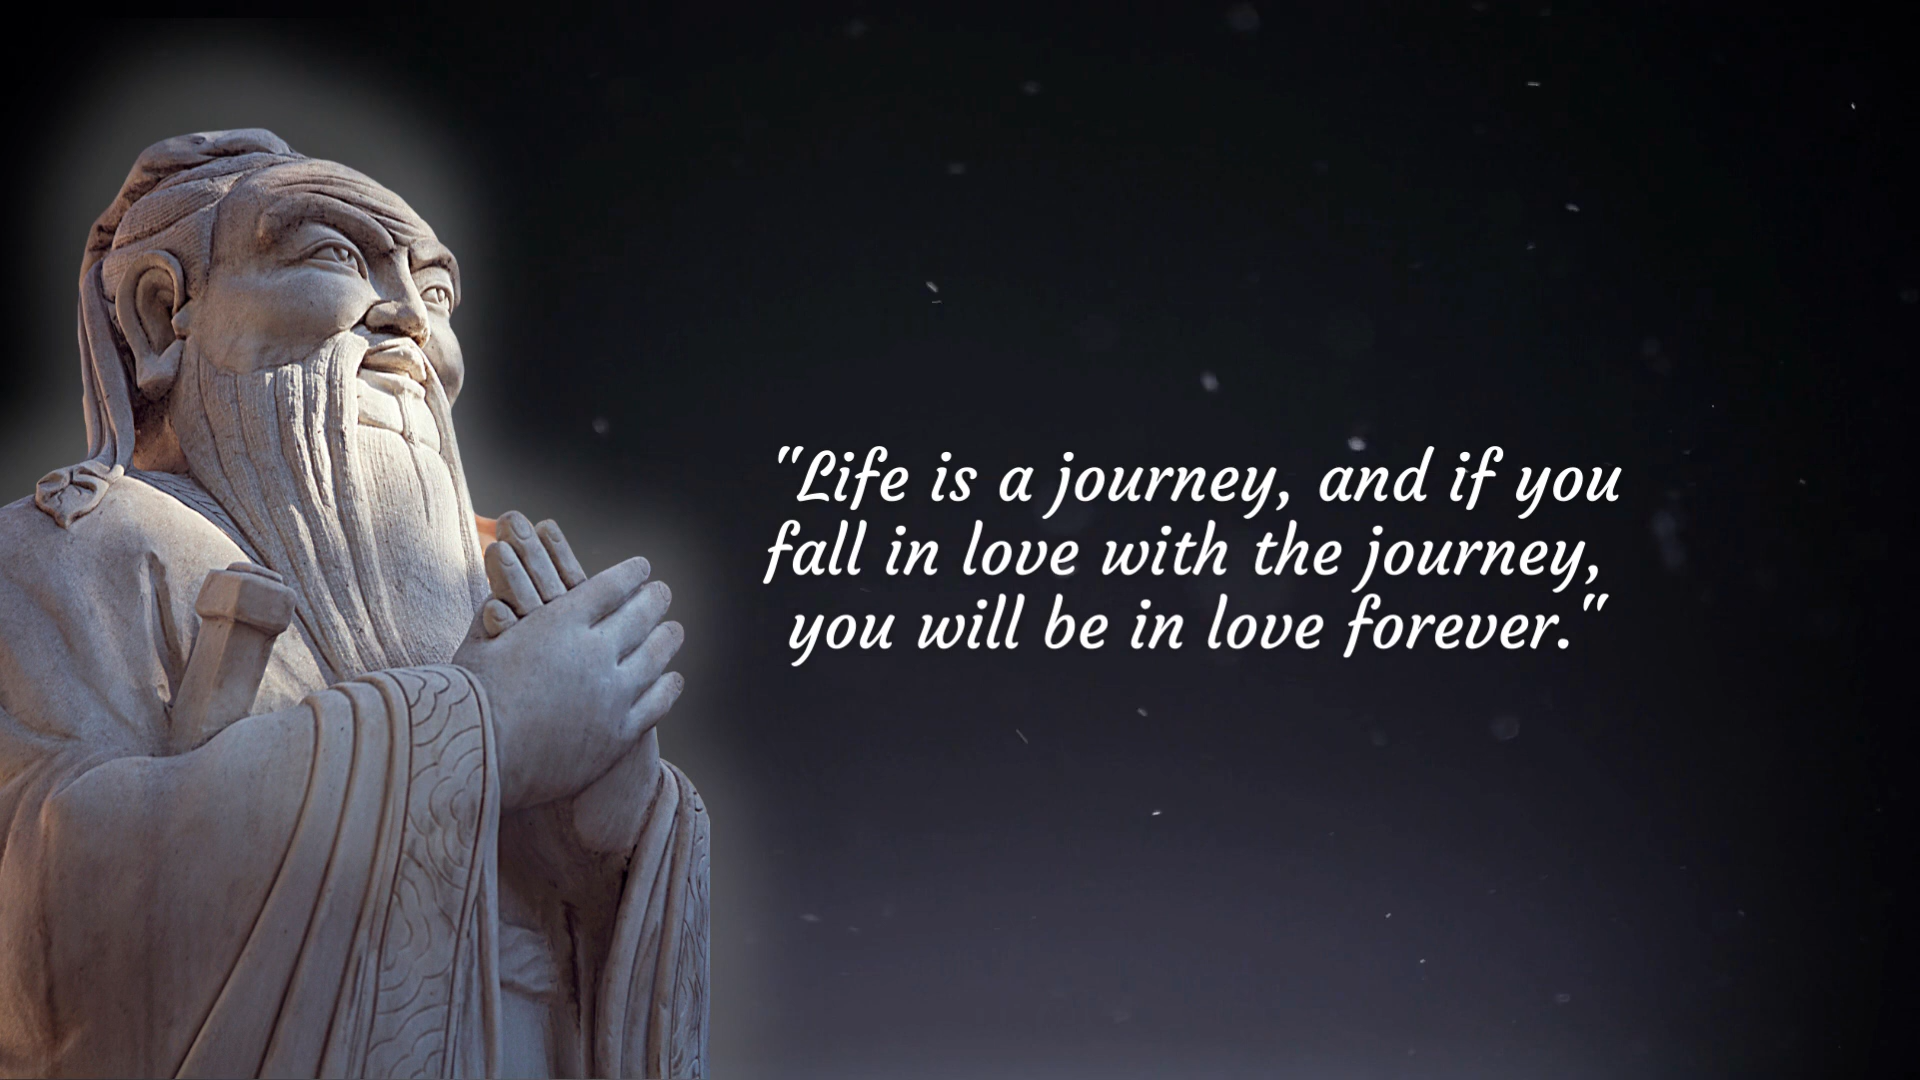 "Life is a journey, and if you
fall in love with the journey,
you will be in love forever."